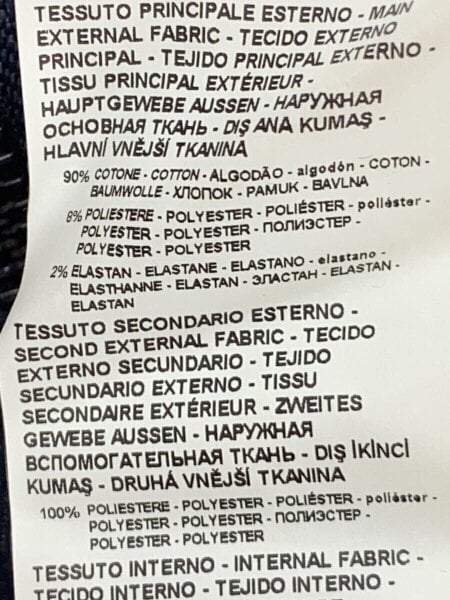 TESSUTO PRINCIPALE ESTERNO - MAIN
EXTERNAL FABRIC - TECIDO EXTERNO
PRINCIPAL - TEJIDO PRINCIPAL EXTERNO -
TISSU PRINCIPAL EXTÉRIEUR -
HAUPTGEWEBE AUSSEN - НАРУЖНАЯ
ОСНОВНАЯ ТКАНЬ - DIŞ ANA KUMAŞ -
HLAVNÍ VNĚJŠÍ TKANINA
90% COTONE - COTTON - ALGODÃO - algodón - COTON -
BAUMWOLLE - ХЛОПОК - PAMUK - BAVLNA
8% POLIESTERE - POLYESTER - POLIÉSTER - poliéster -
POLYESTER - POLYESTER - ПОЛИЭСТЕР -
POLYESTER - POLYESTER
2% ELASTAN - ELASTANE - ELASTANO - elastano -
ELASTHANNE - ELASTAN - ЭЛАСТАН - ELASTAN -
ELASTAN
TESSUTO SECONDARIO ESTERNO -
SECOND EXTERNAL FABRIC - TECIDO
EXTERNO SECUNDARIO - TEJIDO
SECUNDARIO EXTERNO - TISSU
SECONDAIRE EXTÉRIEUR - ZWEITES
GEWEBE AUSSEN - НАРУЖНАЯ
ВСПОМОГАТЕЛЬНАЯ ТКАНЬ - DIŞ İKİNCİ
KUMAŞ - DRUHÁ VNĚJŠÍ TKANINA
100% POLIESTERE - POLYESTER - POLIÉSTER - poliéster -
POLYESTER - POLYESTER - ПОЛИЭСТЕР -
POLYESTER - POLYESTER
TESSUTO INTERNO - INTERNAL FABRIC -
TECIDO INTERNO - TEJIDO INTERNO -